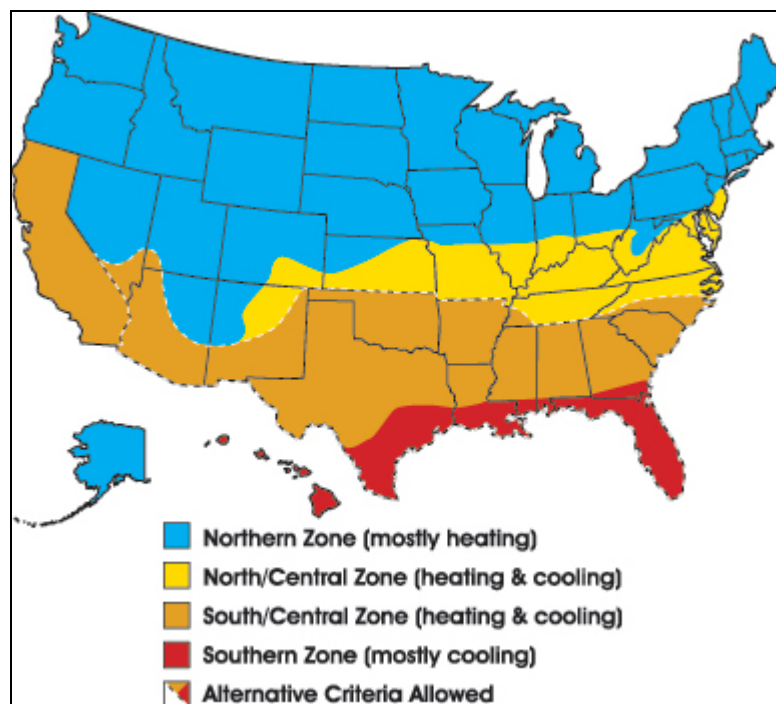 Northern Zone (mostly heating)
North/Central Zone (heating & cooling)
South/Central Zone (heating & cooling)
Southern Zone (mostly cooling)
Alternative Criteria Allowed